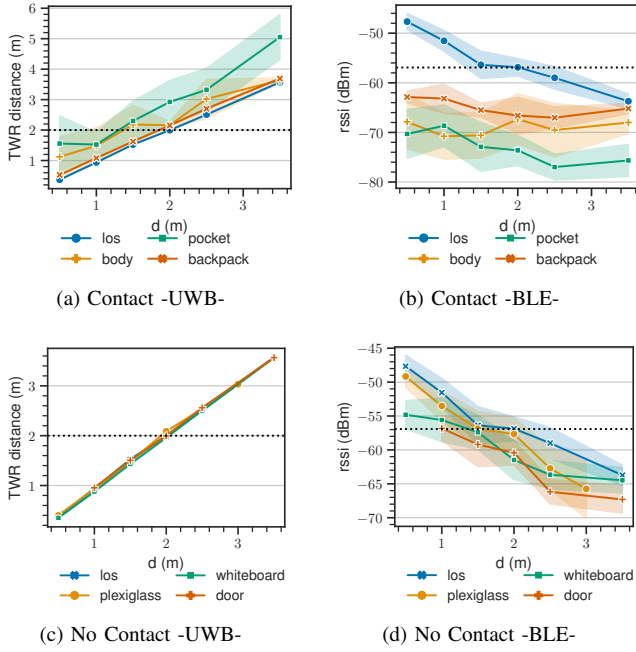 6
5
4
3
2
1
TWR distance (m)
1 2 3
d (m)
los pocket
body backpack
(a) Contact -UWB-
−50
−60
−70
−80
rssi (dBm)
1 2 3
d (m)
los pocket
body backpack
(b) Contact -BLE-
3
2
1
TWR distance (m)
1 2 3
d (m)
los whiteboard
plexiglass door
(c) No Contact -UWB-
−45
−50
−55
−60
−65
−70
rssi (dBm)
1 2 3
d (m)
los whiteboard
plexiglass door
(d) No Contact -BLE-